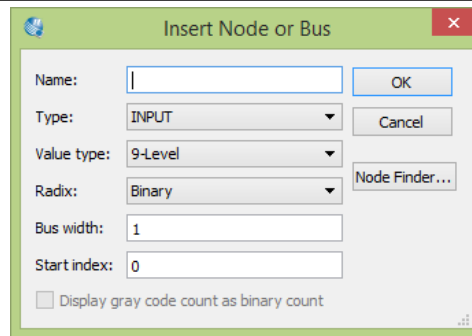 Insert Node or Bus
Name:
OK
Type: INPUT
Cancel
Value type: 9-Level
Radix: Binary
Node Finder...
Bus width: 1
Start index: 0
Display gray code count as binary count